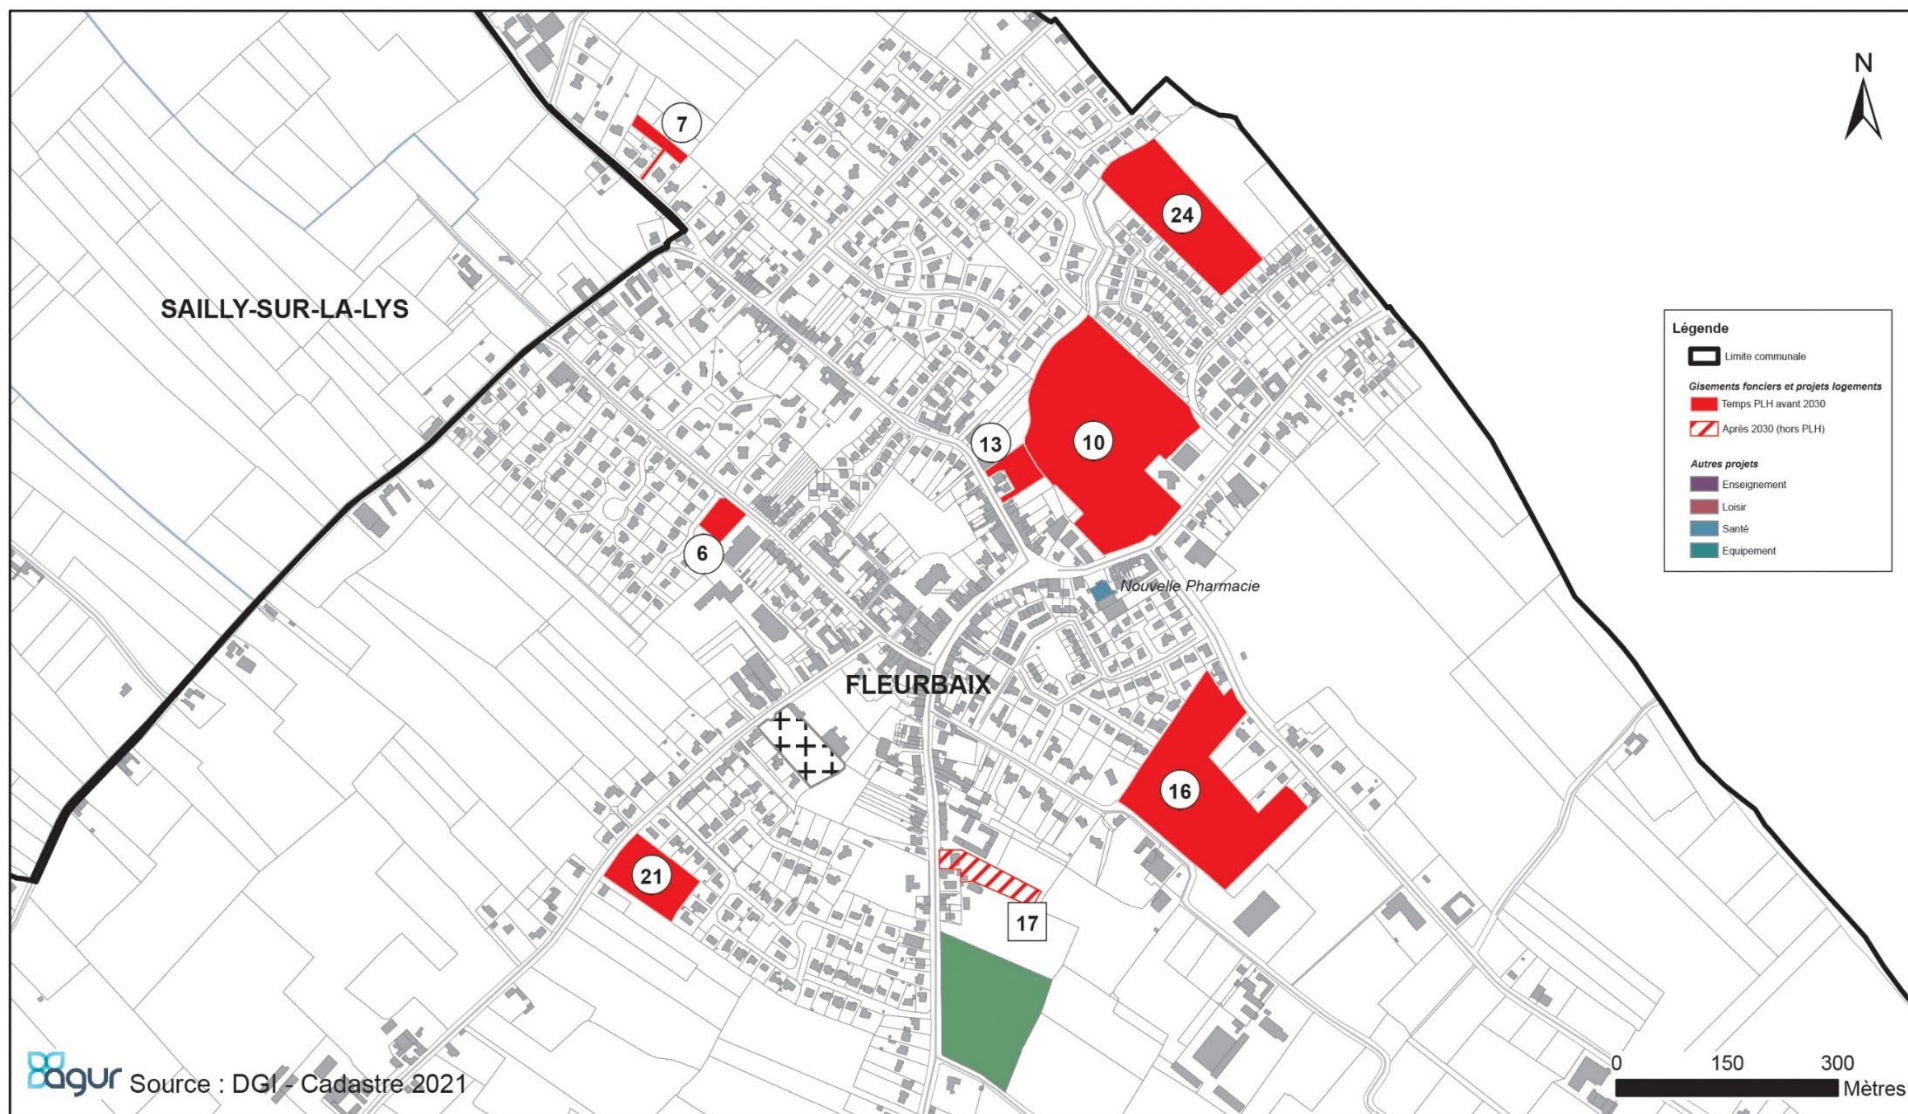 N
7
24
SAILLY-SUR-LA-LYS
Légende
Limite communale
Gisements fonciers et projets logements
Temps PLH avant 2030
Après 2030 (hors PLH)
Autres projets
Enseignement
Loisir
Santé
Equipement
13
10
6
Nouvelle Pharmacie
FLEURBAIX
16
21
17
0 150 300
Mètres
agur Source : DGI - Cadastre 2021